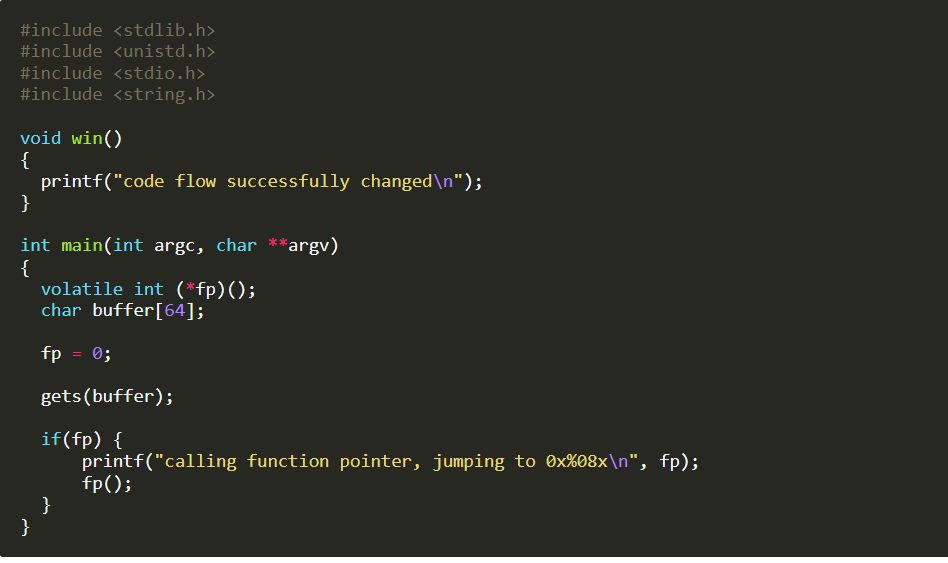 #include <stdlib.h>
#include <unistd.h>
#include <stdio.h>
#include <string.h>

void win()
{
  printf("code flow successfully changed\n");
}

int main(int argc, char **argv)
{
  volatile int (*fp)();
  char buffer[64];

  fp = 0;

  gets(buffer);

  if(fp) {
      printf("calling function pointer, jumping to 0x%08x\n", fp);
      fp();
  }
}